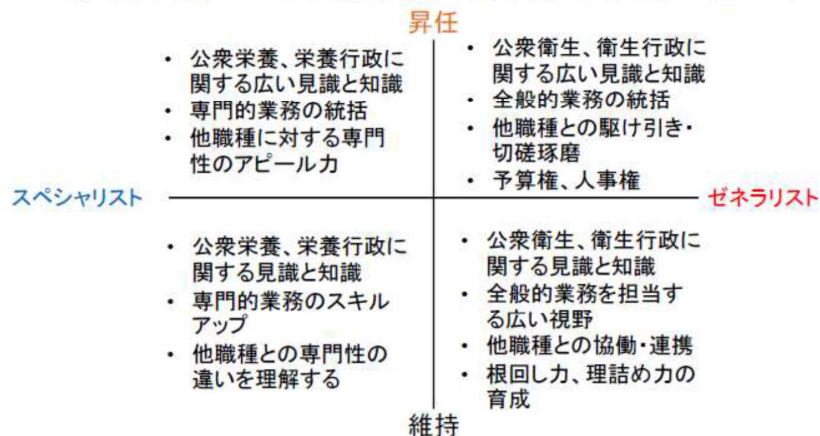 昇任
・ 公衆栄養、栄養行政に
関する広い見識と知識
・ 専門的業務の統括
・ 他職種に対する専門
性のアピール力
・ 公衆衛生、衛生行政に
関する広い見識と知識
・ 全般的業務の統括
・ 他職種との駆け引き・
切磋琢磨
・ 予算権、人事権
スペシャリスト
ゼネラリスト
・ 公衆栄養、栄養行政に
関する見識と知識
・ 専門的業務のスキル
アップ
・ 他職種との専門性の
違いを理解する
・ 公衆衛生、衛生行政に
関する見識と知識
・ 全般的業務を担当す
る広い視野
・ 他職種との協働・連携
・ 根回し力、理詰め力の
育成
維持